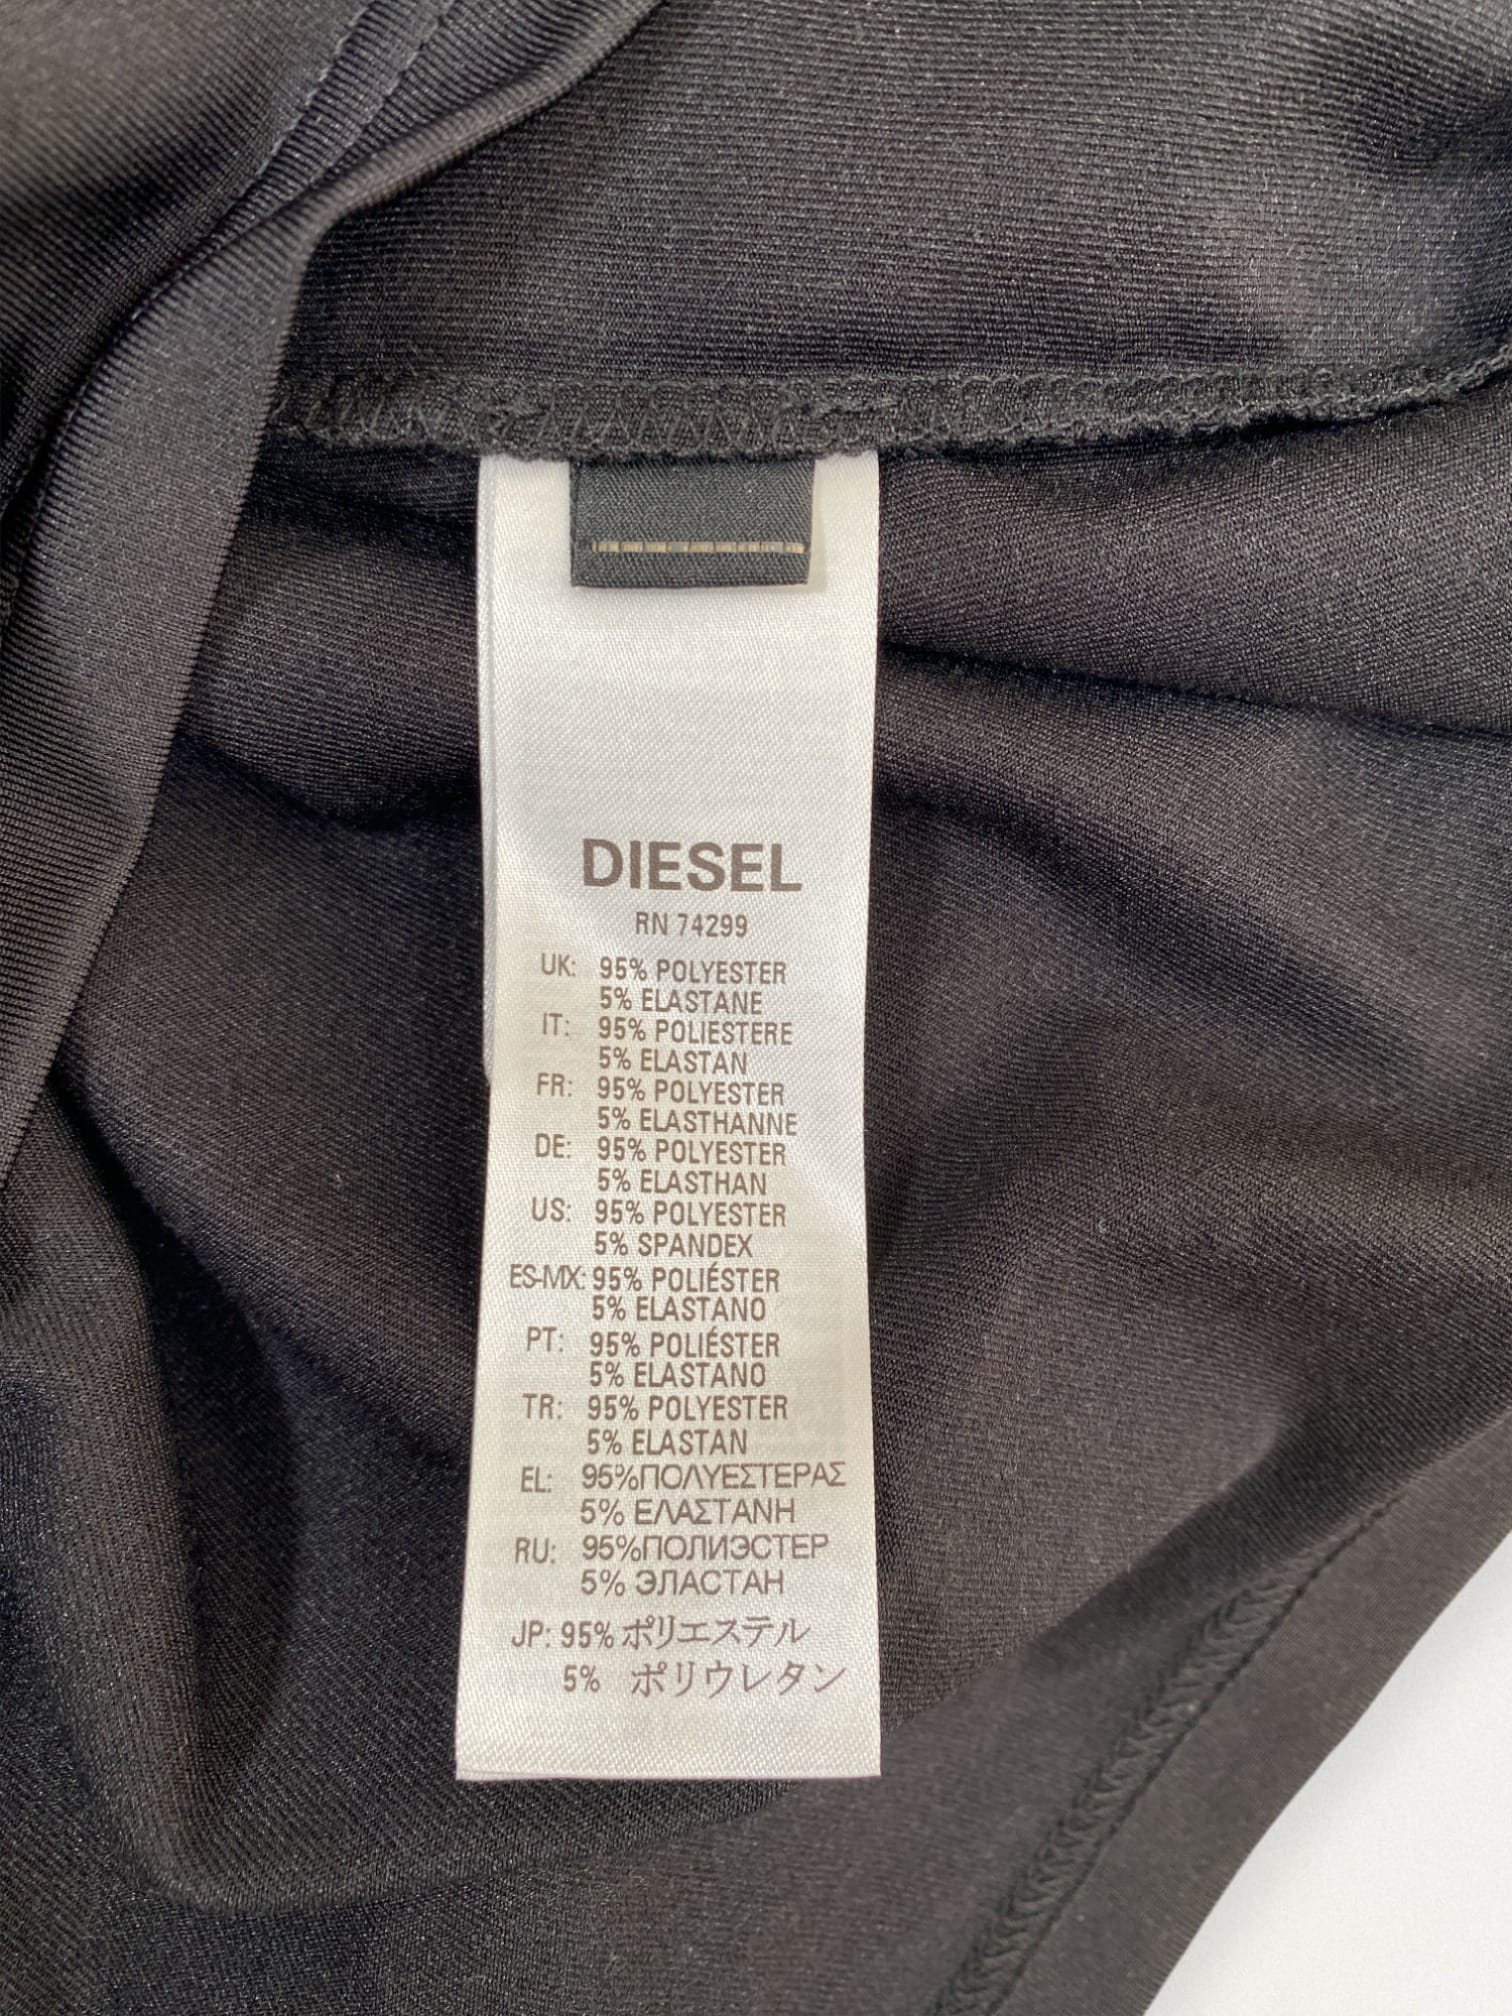 DIESEL
RN 74299
UK: 95% POLYESTER
5% ELASTANE
IT: 95% POLIESTERE
5% ELASTAN
FR: 95% POLYESTER
5% ELASTHANNE
DE: 95% POLYESTER
5% ELASTHAN
US: 95% POLYESTER
5% SPANDEX
ES-MX: 95% POLIÉSTER
5% ELASTANO
PT: 95% POLIÉSTER
5% ELASTANO
TR: 95% POLYESTER
5% ELASTAN
EL: 95%ΠΟΛΥΕΣΤΕΡΑΣ
5% ΕΛΑΣΤΑΝΗ
RU: 95%ПОЛИЭСТЕР
5% ЭЛАСТАН
JP: 95% ポリエステル
5% ポリウレタン